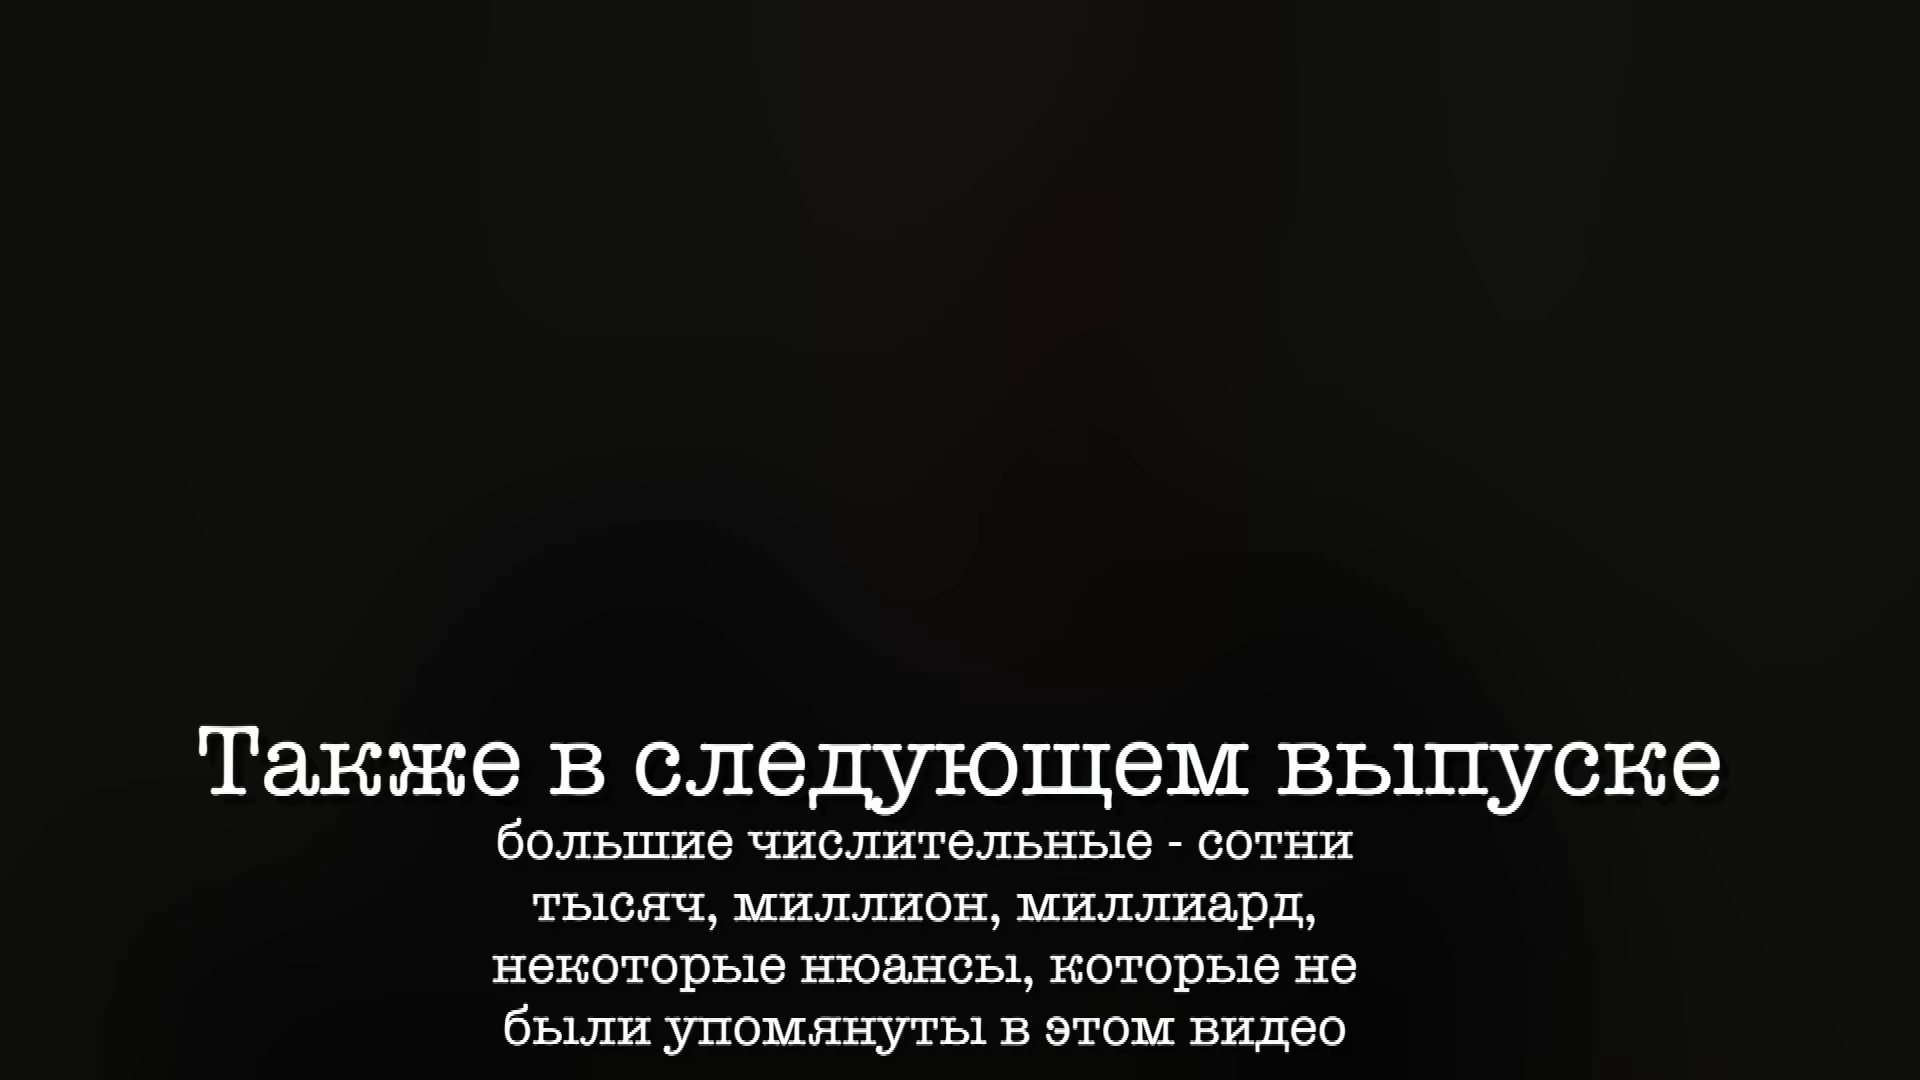 Также в следующем выпуске
большие числительные - сотни
тысяч, миллион, миллиард,
некоторые нюансы, которые не
были упомянуты в этом видео